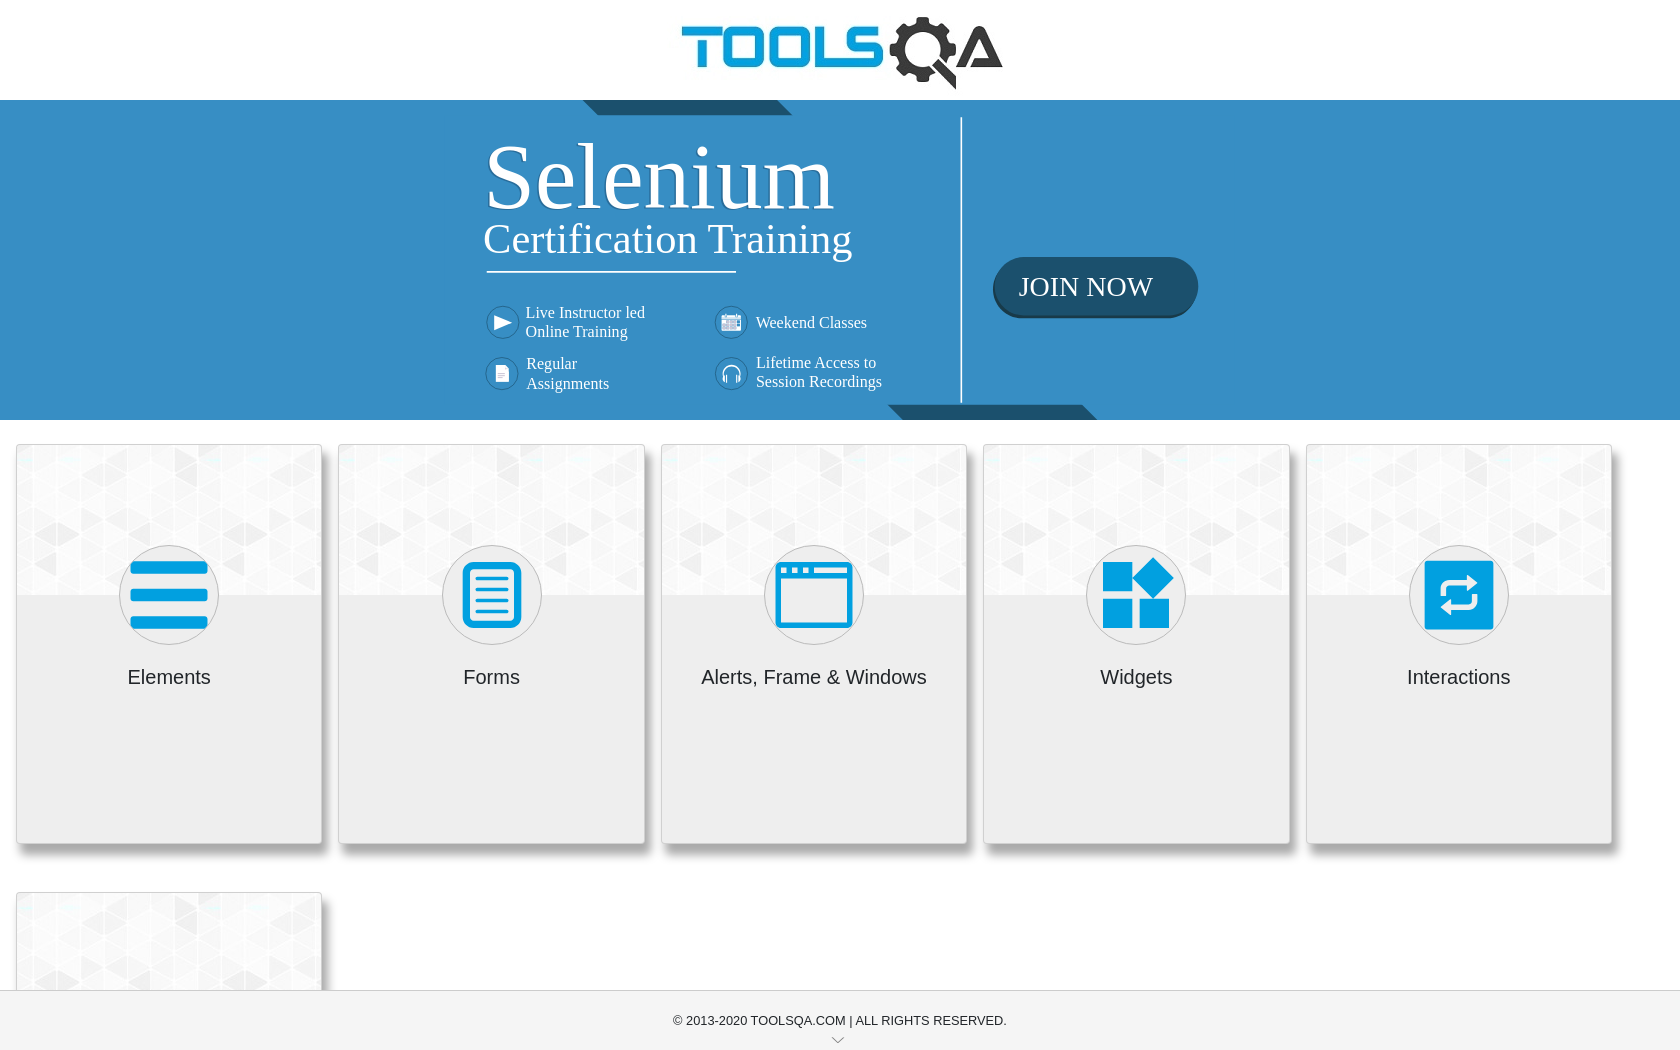 TOOLSQA
Selenium
Certification Training
Live Instructor led
Online Training
Weekend Classes
Regular
Assignments
Lifetime Access to
Session Recordings
JOIN NOW
Elements
Forms
Alerts, Frame & Windows
Widgets
Interactions
© 2013-2020 TOOLSQA.COM | ALL RIGHTS RESERVED.